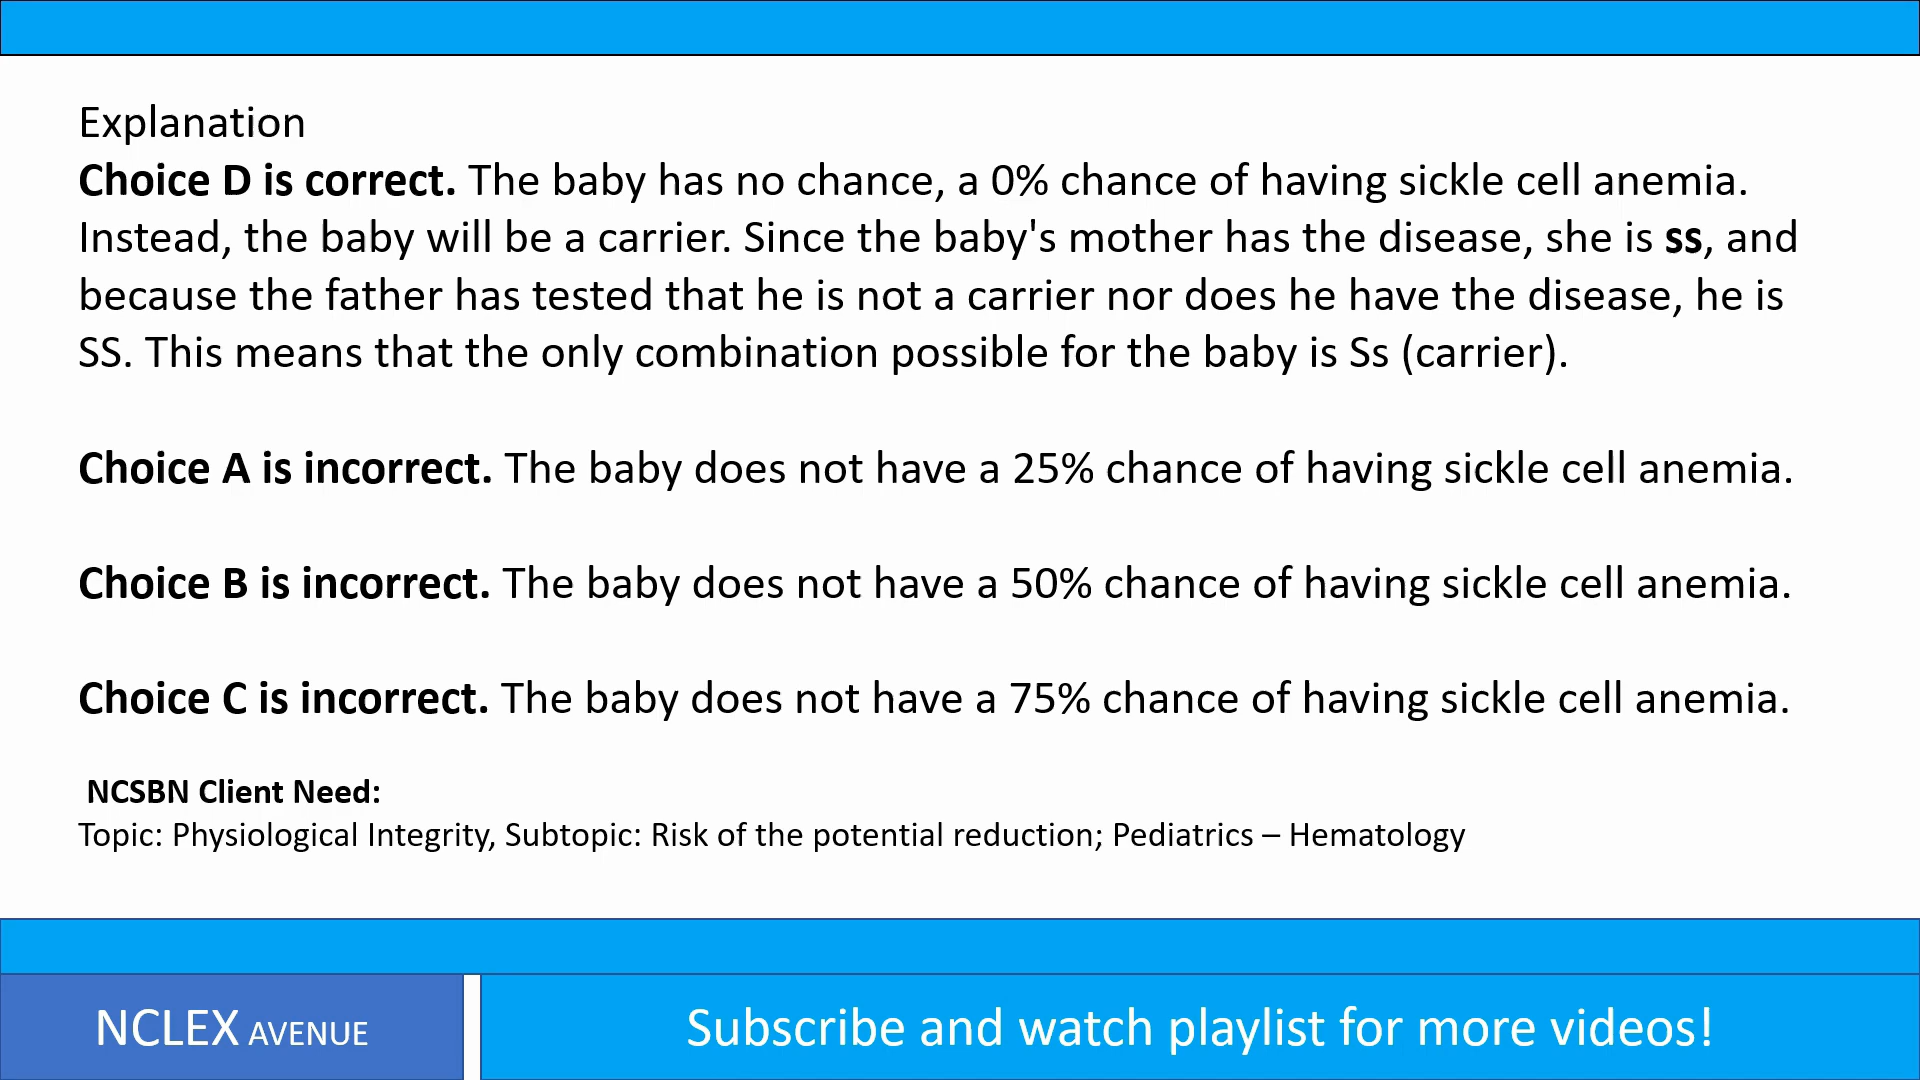 Explanation
Choice D is correct. The baby has no chance, a 0% chance of having sickle cell anemia.
Instead, the baby will be a carrier. Since the baby's mother has the disease, she is ss, and
because the father has tested that he is not a carrier nor does he have the disease, he is
SS. This means that the only combination possible for the baby is Ss (carrier).
Choice A is incorrect. The baby does not have a 25% chance of having sickle cell anemia.
Choice B is incorrect. The baby does not have a 50% chance of having sickle cell anemia.
Choice C is incorrect. The baby does not have a 75% chance of having sickle cell anemia.
NCSBN Client Need:
Topic: Physiological Integrity, Subtopic: Risk of the potential reduction; Pediatrics – Hematology
NCLEX AVENUE
Subscribe and watch playlist for more videos!